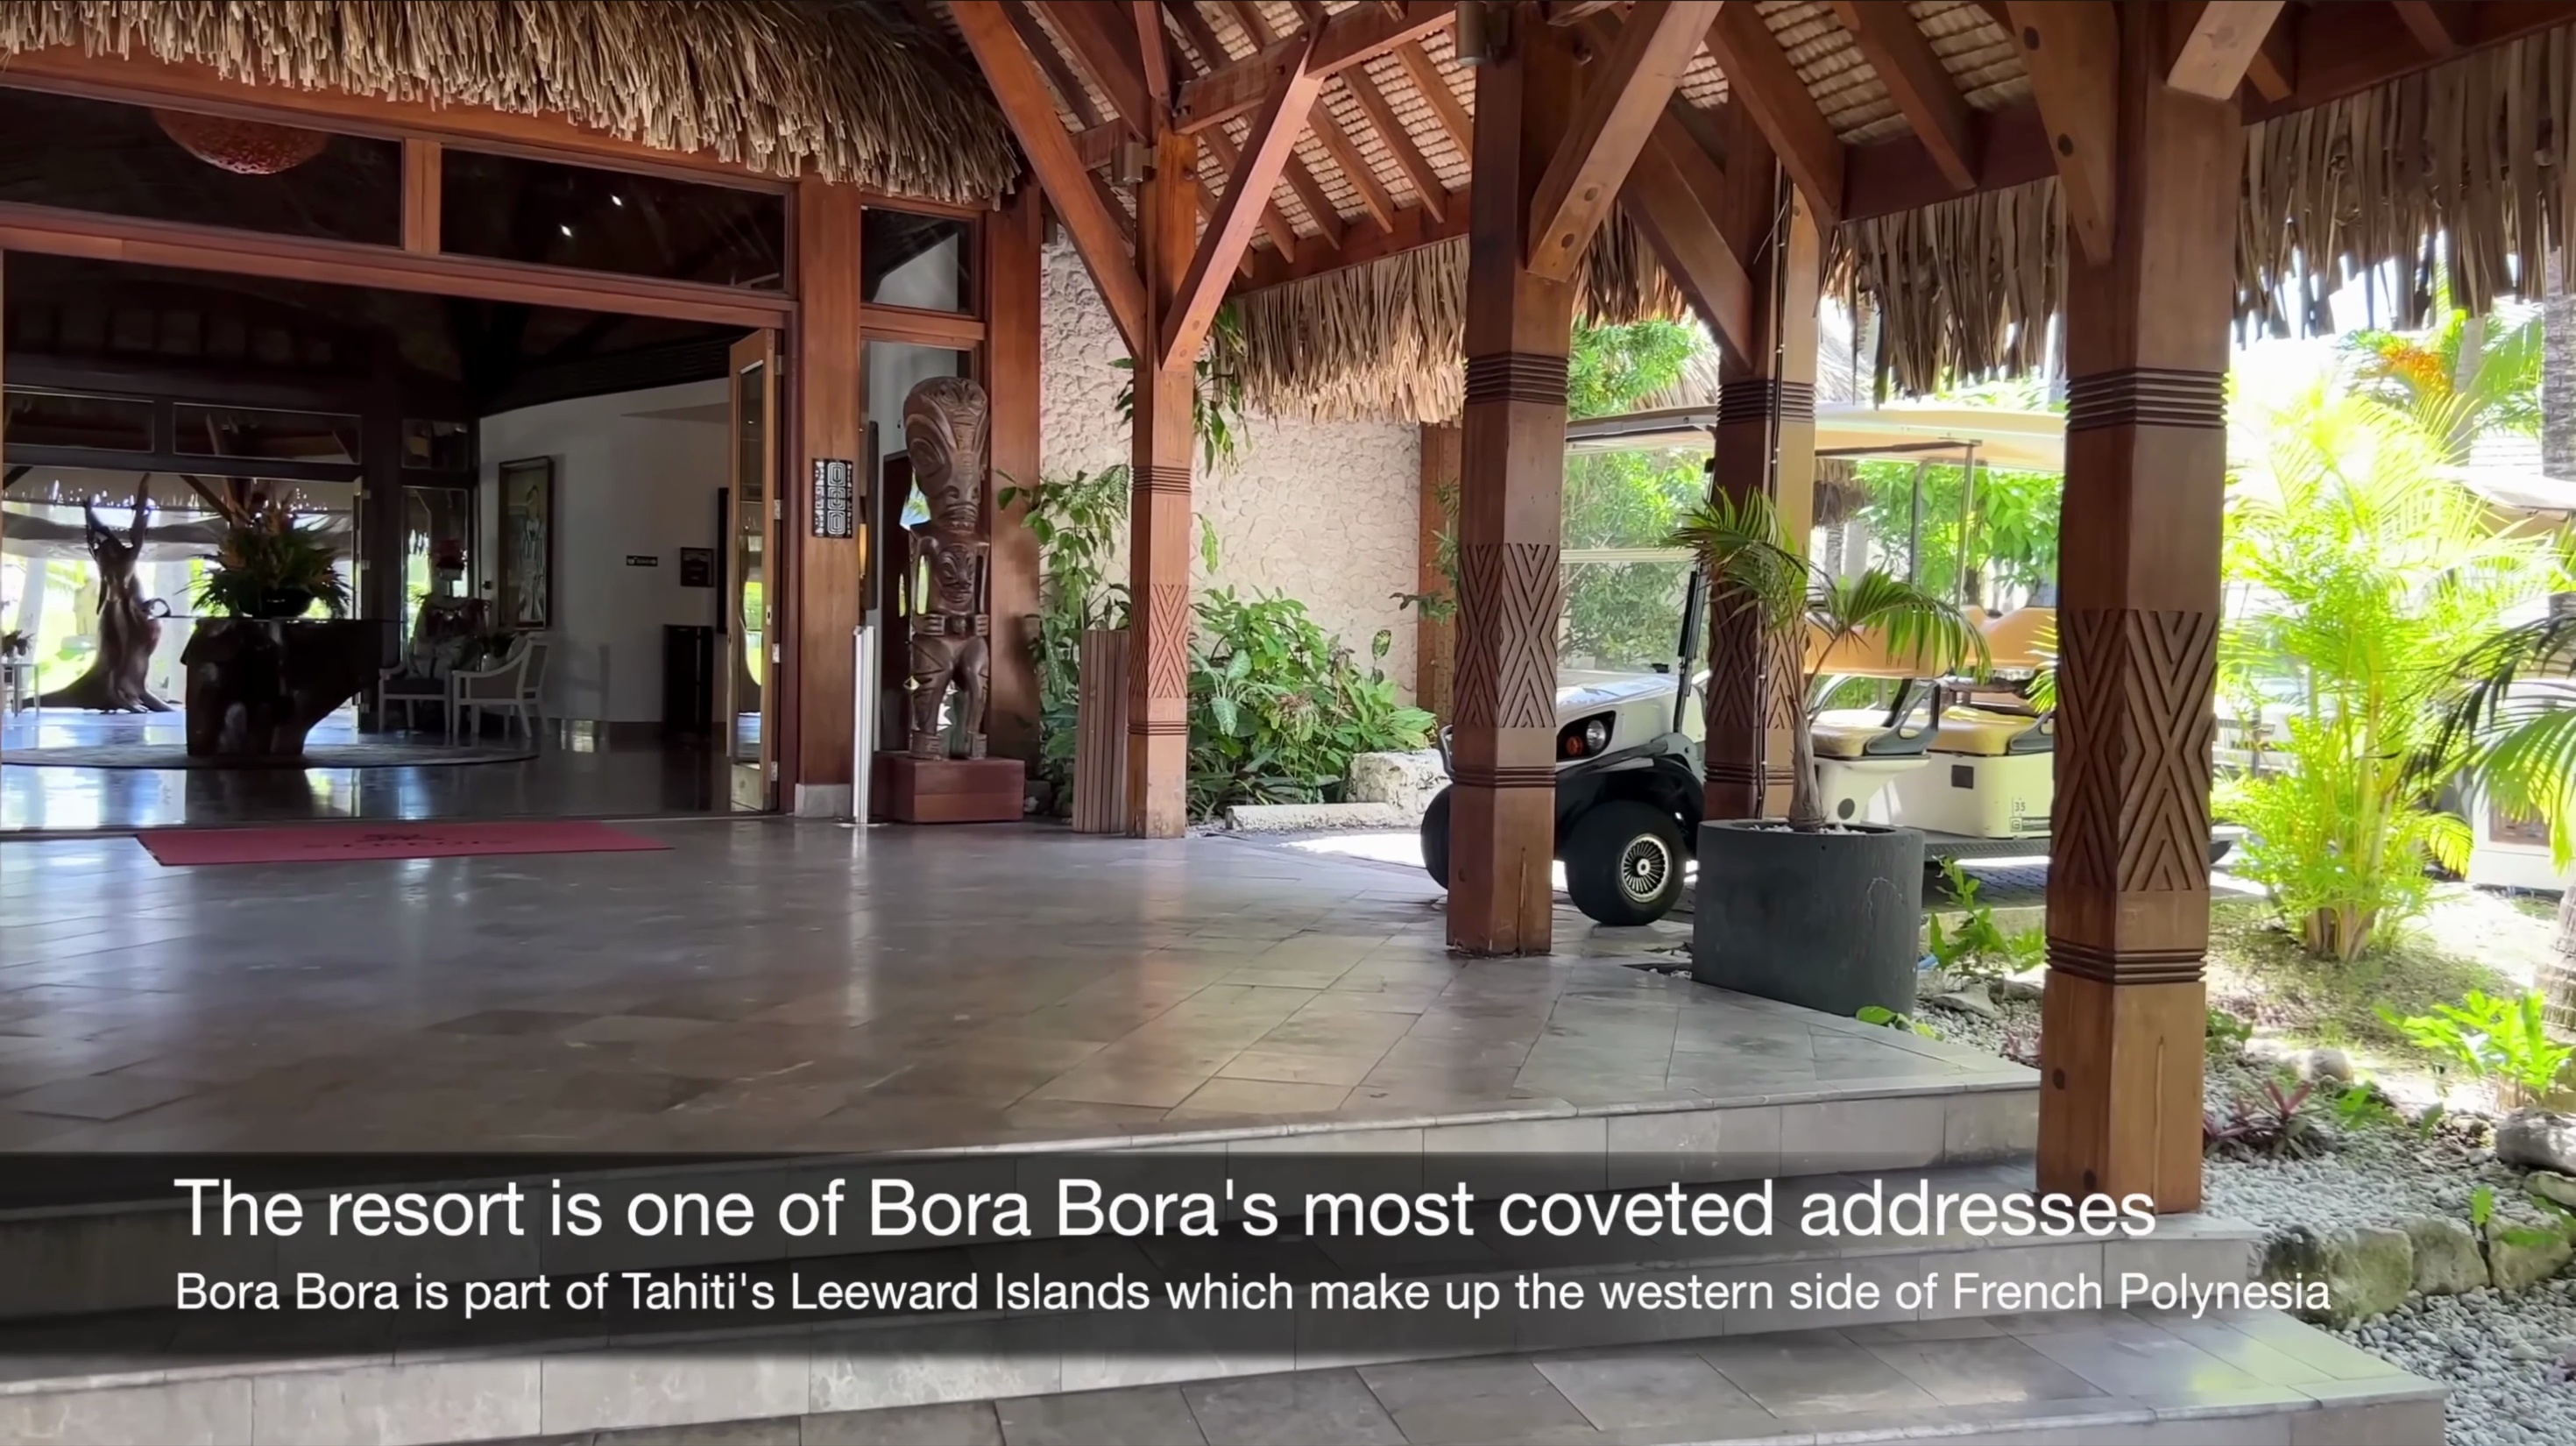 The resort is one of Bora Bora's most coveted addresses
Bora Bora is part of Tahiti's Leeward Islands which make up the western side of French Polynesia
35